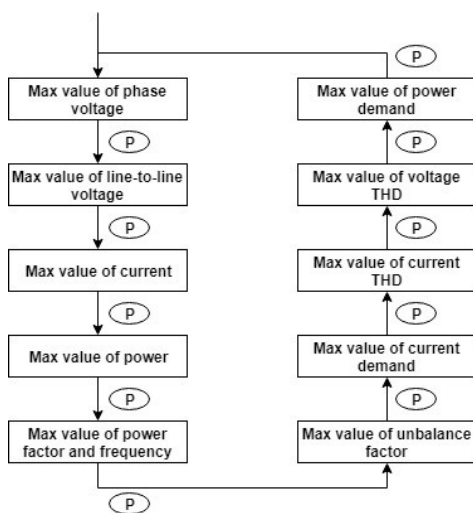 Max value of phase
voltage
P
Max value of line-to-line
voltage
P
Max value of current
P
Max value of power
P
Max value of power
factor and frequency
P
Max value of unbalance
factor
P
Max value of current
demand
P
Max value of current
THD
P
Max value of voltage
THD
P
Max value of power
demand
P